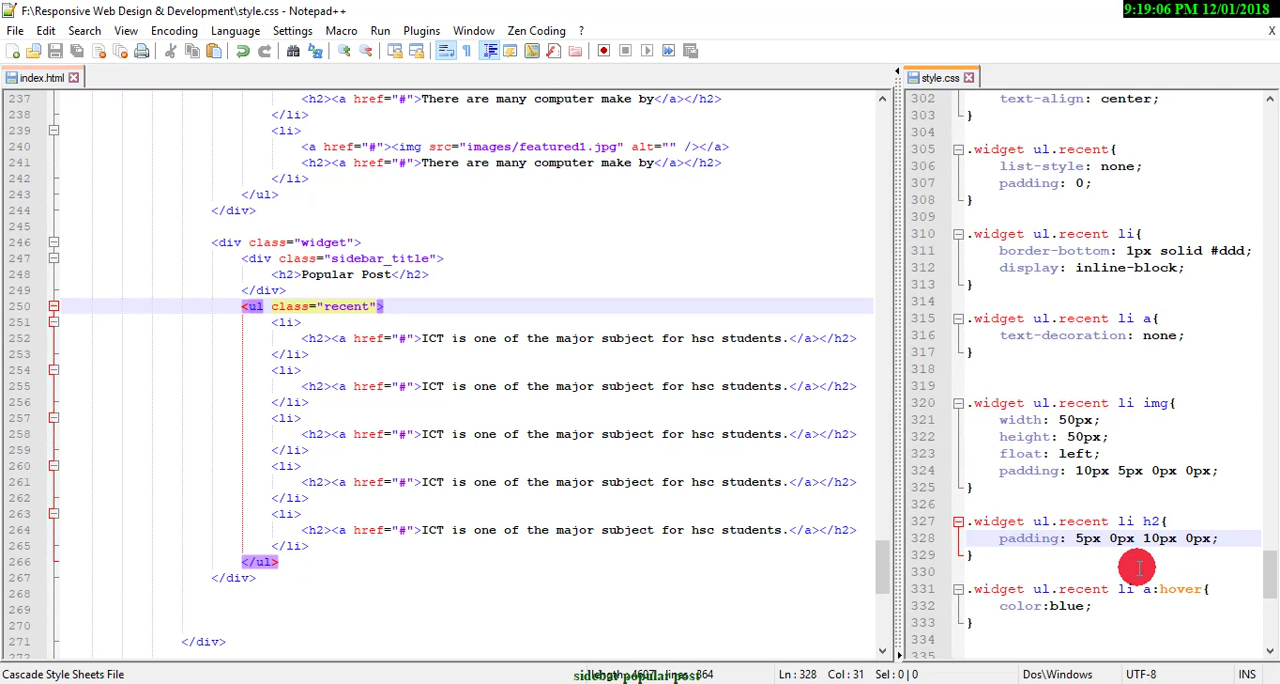 F:\Responsive Web Design & Development\style.css - Notepad++
9:19:06 PM 12/01/2018
File Edit Search View Encoding Language Settings Macro Run Plugins Window Zen Coding ?
X
index.html
style.css
237 <h2><a href="#">There are many computer make by</a></h2>
238 </li>
239 <li>
240 <a href="#"><img src="images/featured1.jpg" alt="" /></a>
241 <h2><a href="#">There are many computer make by</a></h2>
242 </li>
243 </ul>
244 </div>
245
246 <div class="widget">
247 <div class="sidebar_title">
248 <h2>Popular Post</h2>
249 </div>
250 <ul class="recent">
251 <li>
252 <h2><a href="#">ICT is one of the major subject for hsc students.</a></h2>
253 </li>
254 <li>
255 <h2><a href="#">ICT is one of the major subject for hsc students.</a></h2>
256 </li>
257 <li>
258 <h2><a href="#">ICT is one of the major subject for hsc students.</a></h2>
259 </li>
260 <li>
261 <h2><a href="#">ICT is one of the major subject for hsc students.</a></h2>
262 </li>
263 <li>
264 <h2><a href="#">ICT is one of the major subject for hsc students.</a></h2>
265 </li>
266 </ul>
267 </div>
268
269
270
271 </div>
302 text-align: center;
303 }
304
305 .widget ul.recent{
306 list-style: none;
307 padding: 0;
308 }
309
310 .widget ul.recent li{
311 border-bottom: 1px solid #ddd;
312 display: inline-block;
313 }
314
315 .widget ul.recent li a{
316 text-decoration: none;
317 }
318
319
320 .widget ul.recent li img{
321 width: 50px;
322 height: 50px;
323 float: left;
324 padding: 10px 5px 0px 0px;
325 }
326
327 .widget ul.recent li h2{
328 padding: 5px 0px 10px 0px;
329 }
330
331 .widget ul.recent li a:hover{
332 color:blue;
333 }
334
335
Cascade Style Sheets File
sidebar popular post
Ln : 328 Col : 31 Sel : 0 | 0
Dos\Windows
UTF-8
INS